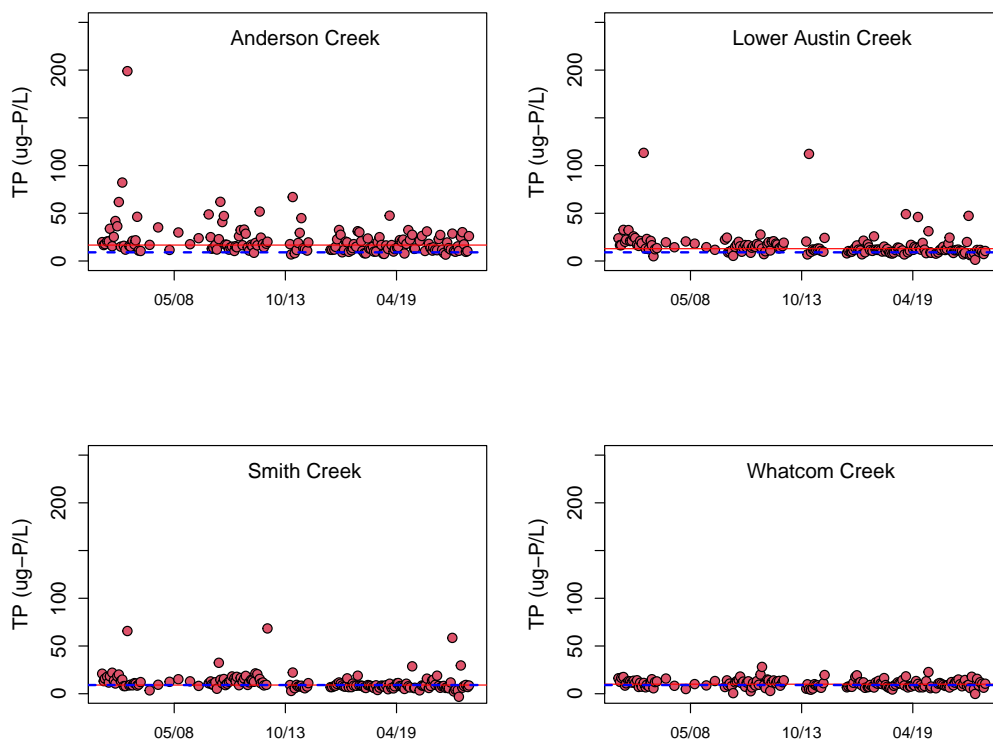 Anderson Creek
TP (ug−P/L)
0 50 100 200
05/08 10/13 04/19
Lower Austin Creek
TP (ug−P/L)
0 50 100 200
05/08 10/13 04/19
Smith Creek
TP (ug−P/L)
0 50 100 200
05/08 10/13 04/19
Whatcom Creek
TP (ug−P/L)
0 50 100 200
05/08 10/13 04/19